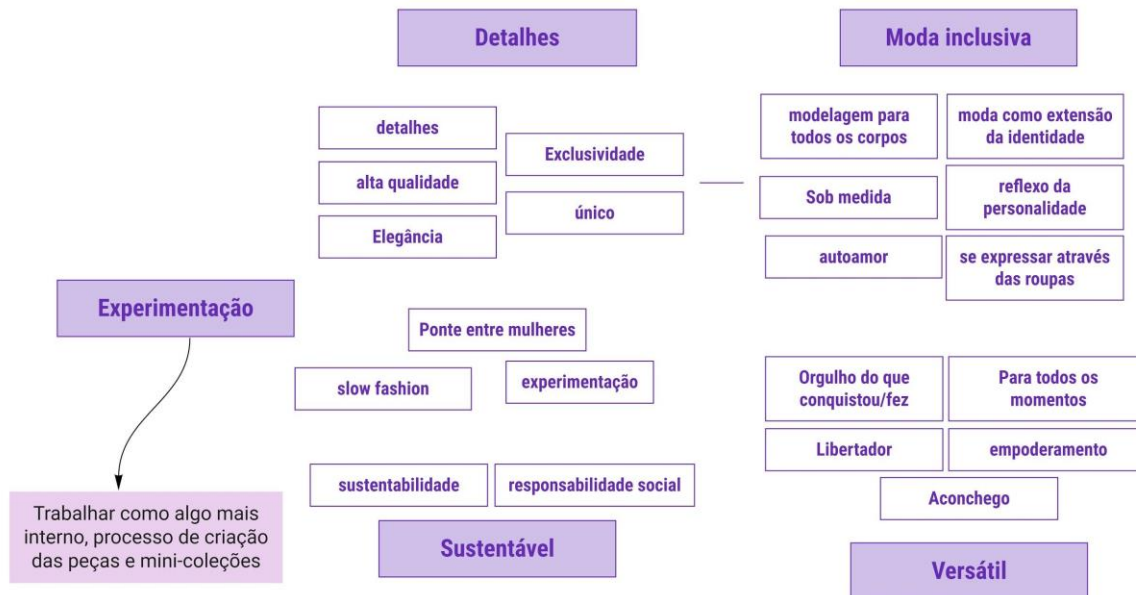 Detalhes
Moda inclusiva
detalhes
Exclusividade
alta qualidade
único
Elegância
modelagem para
todos os corpos
moda como extensão
da identidade
Sob medida
reflexo da
personalidade
autoamor
se expressar através
das roupas
Experimentação
Ponte entre mulheres
slow fashion
experimentação
Orgulho do que
conquistou/fez
Para todos os
momentos
Libertador
empoderamento
Aconchego
sustentabilidade
responsabilidade social
Trabalhar como algo mais
interno, processo de criação
das peças e mini-coleções
Sustentável
Versátil